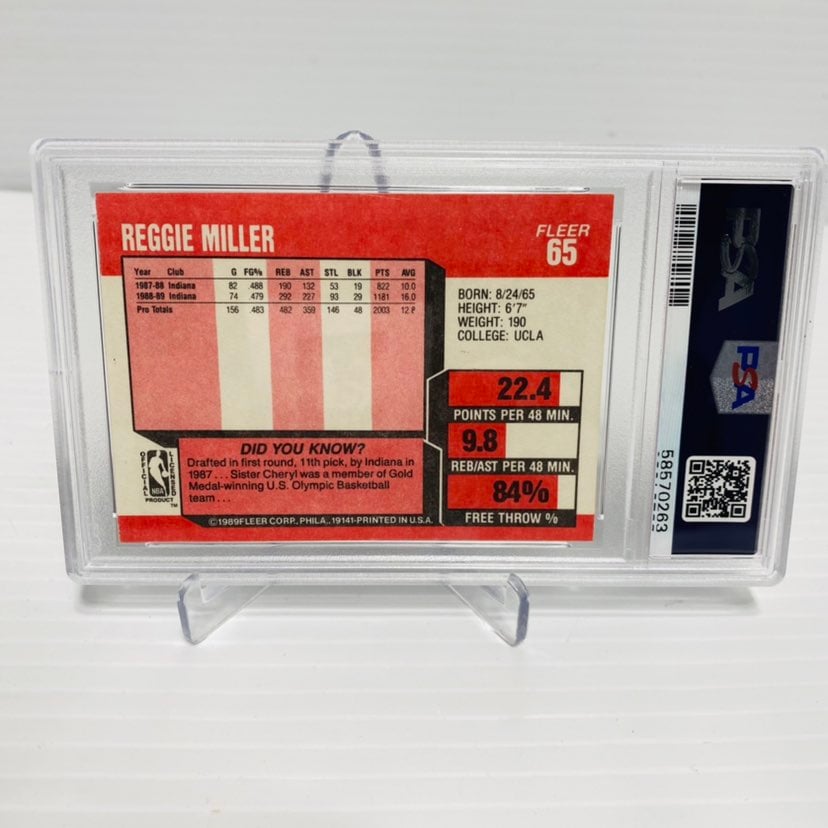 REGGIE MILLER
FLEER
65
Year Club G FG% REB AST STL BLK PTS AVG
1987-88 Indiana 82 .488 190 132 53 19 822 10.0
1988-89 Indiana 74 .479 292 227 93 29 1181 16.0
Pro Totals 156 .483 482 359 146 48 2003 12.8
BORN: 8/24/65
HEIGHT: 6'7"
WEIGHT: 190
COLLEGE: UCLA
22.4
POINTS PER 48 MIN.
9.8
REB/AST PER 48 MIN.
84%
FREE THROW %
DID YOU KNOW?
Drafted in first round, 11th pick, by Indiana in
1987 . . . Sister Cheryl was a member of Gold
Medal-winning U.S. Olympic Basketball
team . . .
OFFICIAL
LICENSED
NBA
PRODUCT
TM
©1989FLEER CORP., PHILA., 19141-PRINTED IN U.S.A.
PSA
PSA
58570263